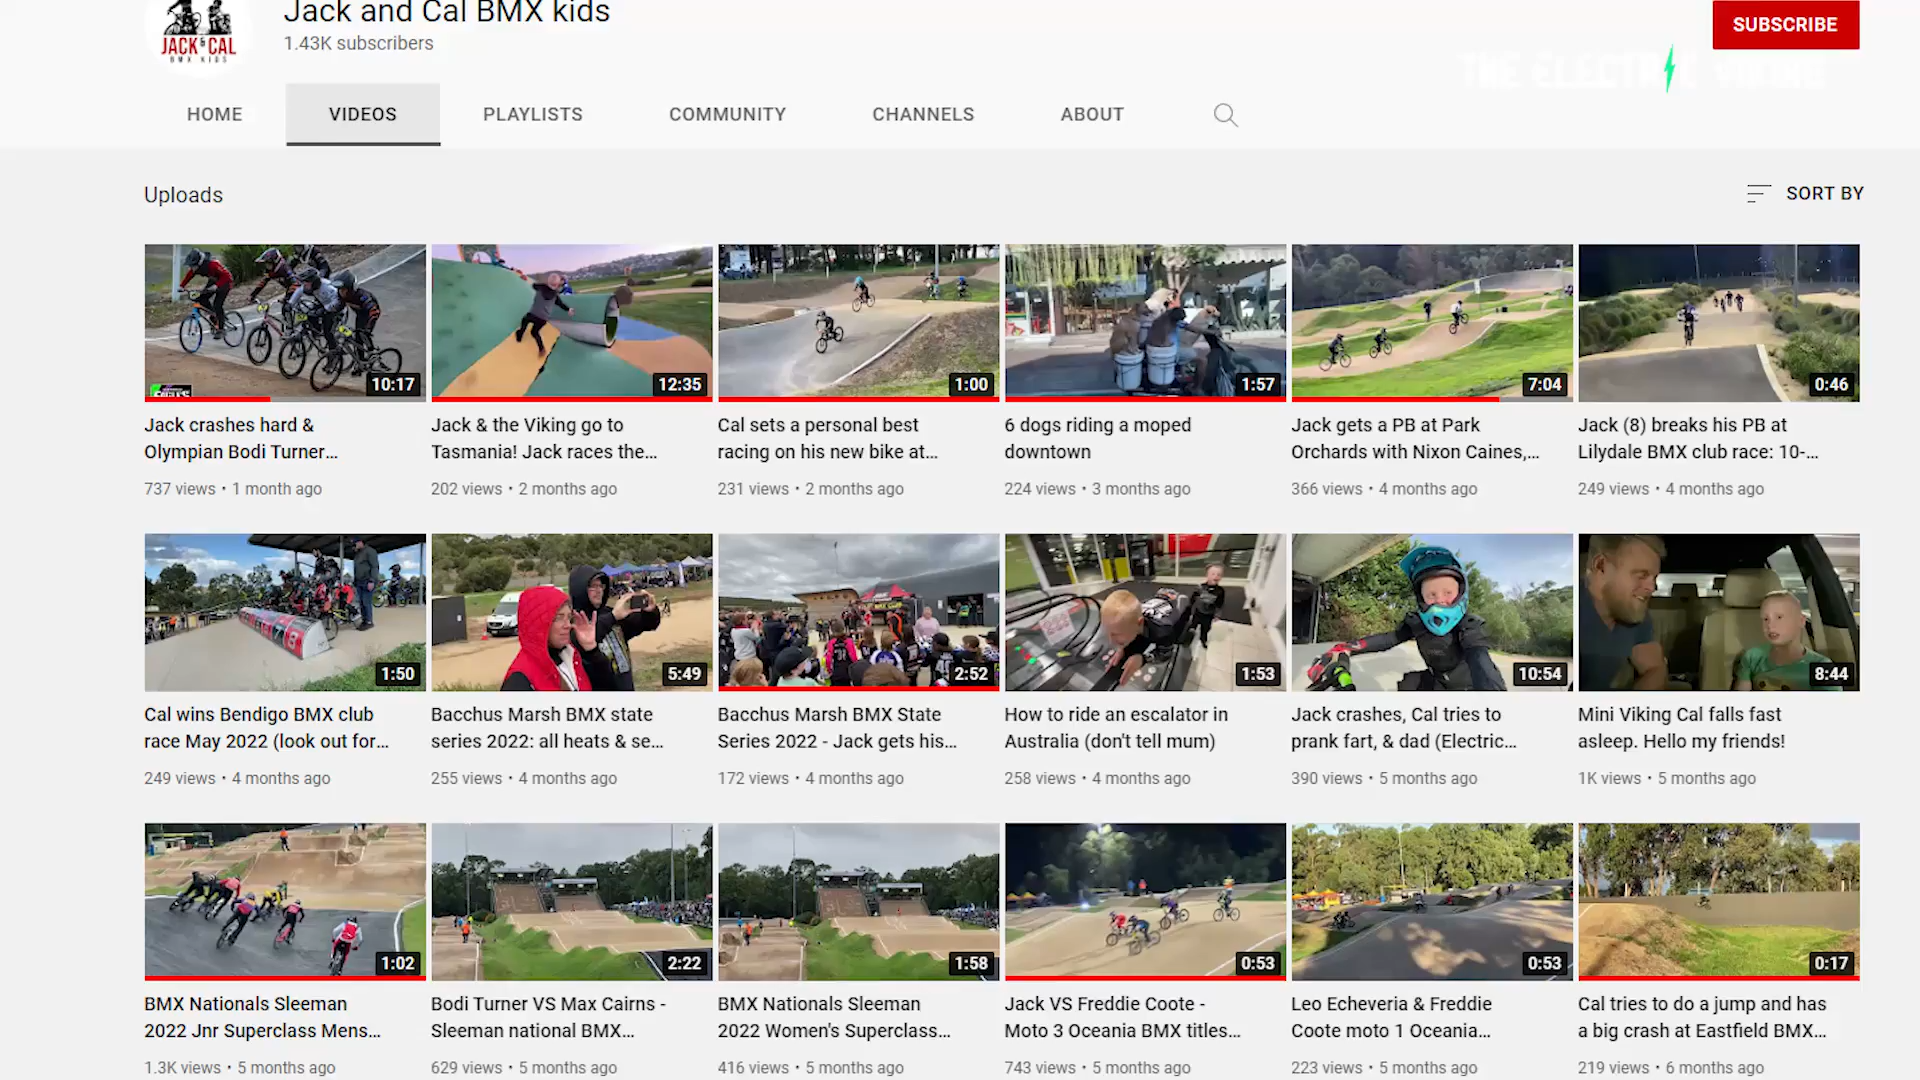 Jack and Cal BMX kids
1.43K subscribers
SUBSCRIBE
JACK & CAL
BMX KIDS
THE ELECTRIC VIKING
HOME
VIDEOS
PLAYLISTS
COMMUNITY
CHANNELS
ABOUT
Uploads
SORT BY
10:17
12:35
1:00
1:57
7:04
0:46
Jack crashes hard &
Olympian Bodi Turner...
737 views • 1 month ago
Jack & the Viking go to
Tasmania! Jack races the...
202 views • 2 months ago
Cal sets a personal best
racing on his new bike at...
231 views • 2 months ago
6 dogs riding a moped
downtown
224 views • 3 months ago
Jack gets a PB at Park
Orchards with Nixon Caines,...
366 views • 4 months ago
Jack (8) breaks his PB at
Lilydale BMX club race: 10-...
249 views • 4 months ago
1:50
5:49
2:52
1:53
10:54
8:44
Cal wins Bendigo BMX club
race May 2022 (look out for...
249 views • 4 months ago
Bacchus Marsh BMX state
series 2022: all heats & se...
255 views • 4 months ago
Bacchus Marsh BMX State
Series 2022 - Jack gets his...
172 views • 4 months ago
How to ride an escalator in
Australia (don't tell mum)
258 views • 4 months ago
Jack crashes, Cal tries to
prank fart, & dad (Electric...
390 views • 5 months ago
Mini Viking Cal falls fast
asleep. Hello my friends!
1K views • 5 months ago
1:02
2:22
1:58
0:53
0:53
0:17
BMX Nationals Sleeman
2022 Jnr Superclass Mens...
1.3K views • 5 months ago
Bodi Turner VS Max Cairns -
Sleeman national BMX...
629 views • 5 months ago
BMX Nationals Sleeman
2022 Women's Superclass...
416 views • 5 months ago
Jack VS Freddie Coote -
Moto 3 Oceania BMX titles...
743 views • 5 months ago
Leo Echeveria & Freddie
Coote moto 1 Oceania...
223 views • 5 months ago
Cal tries to do a jump and has
a big crash at Eastfield BMX...
219 views • 6 months ago